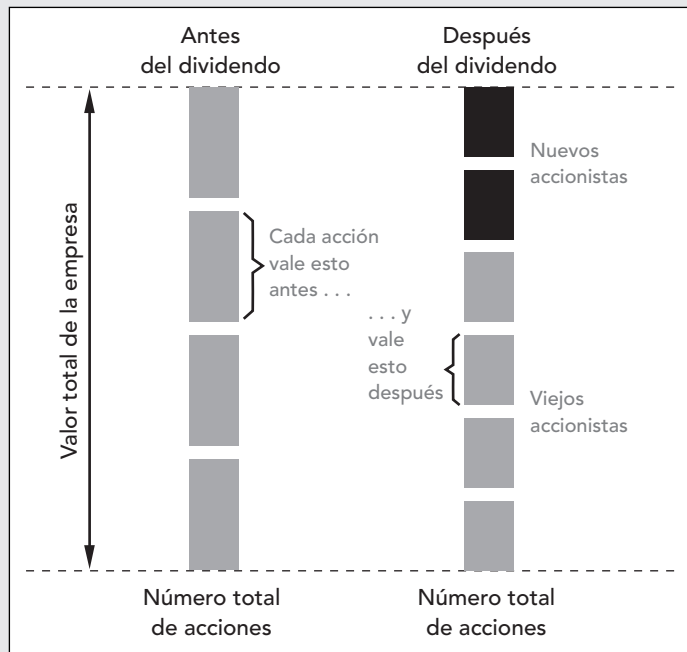 Antes
del dividendo
Después
del dividendo
Valor total de la empresa
Cada acción
vale esto
antes . . .
. . . y
vale
esto
después
Nuevos
accionistas
Viejos
accionistas
Número total
de acciones
Número total
de acciones